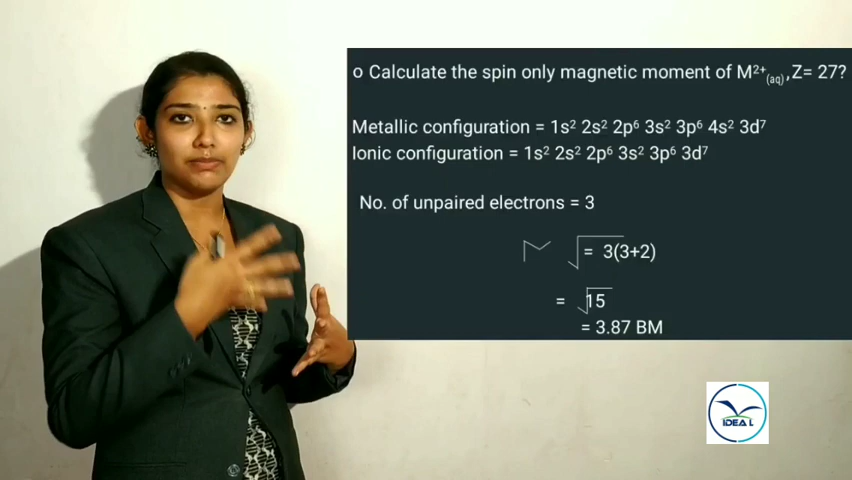 o Calculate the spin only magnetic moment of M²⁺₍aq₎,Z= 27?
Metallic configuration = 1s² 2s² 2p⁶ 3s² 3p⁶ 4s² 3d⁷
Ionic configuration = 1s² 2s² 2p⁶ 3s² 3p⁶ 3d⁷
No. of unpaired electrons = 3
√= 3(3+2)
= √15
= 3.87 BM
IDEAL